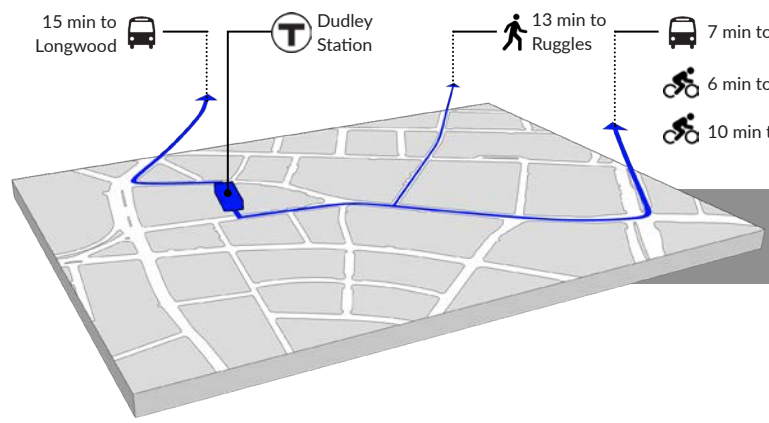 15 min to
Longwood
T
Dudley
Station
13 min to
Ruggles
7 min to
6 min to
10 min t